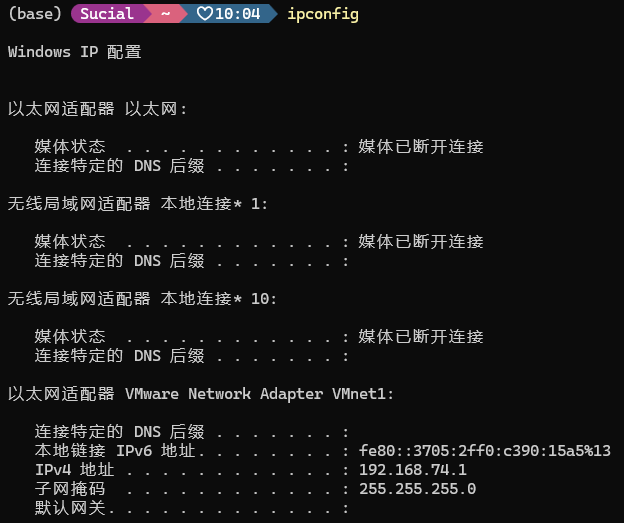 (base) Sucial ~ ♡10:04 ipconfig
Windows IP 配置
以太网适配器 以太网:
媒体状态 . . . . . . . . . . . . : 媒体已断开连接
连接特定的 DNS 后缀 . . . . . . . :
无线局域网适配器 本地连接* 1:
媒体状态 . . . . . . . . . . . . : 媒体已断开连接
连接特定的 DNS 后缀 . . . . . . . :
无线局域网适配器 本地连接* 10:
媒体状态 . . . . . . . . . . . . : 媒体已断开连接
连接特定的 DNS 后缀 . . . . . . . :
以太网适配器 VMware Network Adapter VMnet1:
连接特定的 DNS 后缀 . . . . . . . :
本地链接 IPv6 地址. . . . . . . . : fe80::3705:2ff0:c390:15a5%13
IPv4 地址 . . . . . . . . . . . . : 192.168.74.1
子网掩码 . . . . . . . . . . . . : 255.255.255.0
默认网关. . . . . . . . . . . . . :